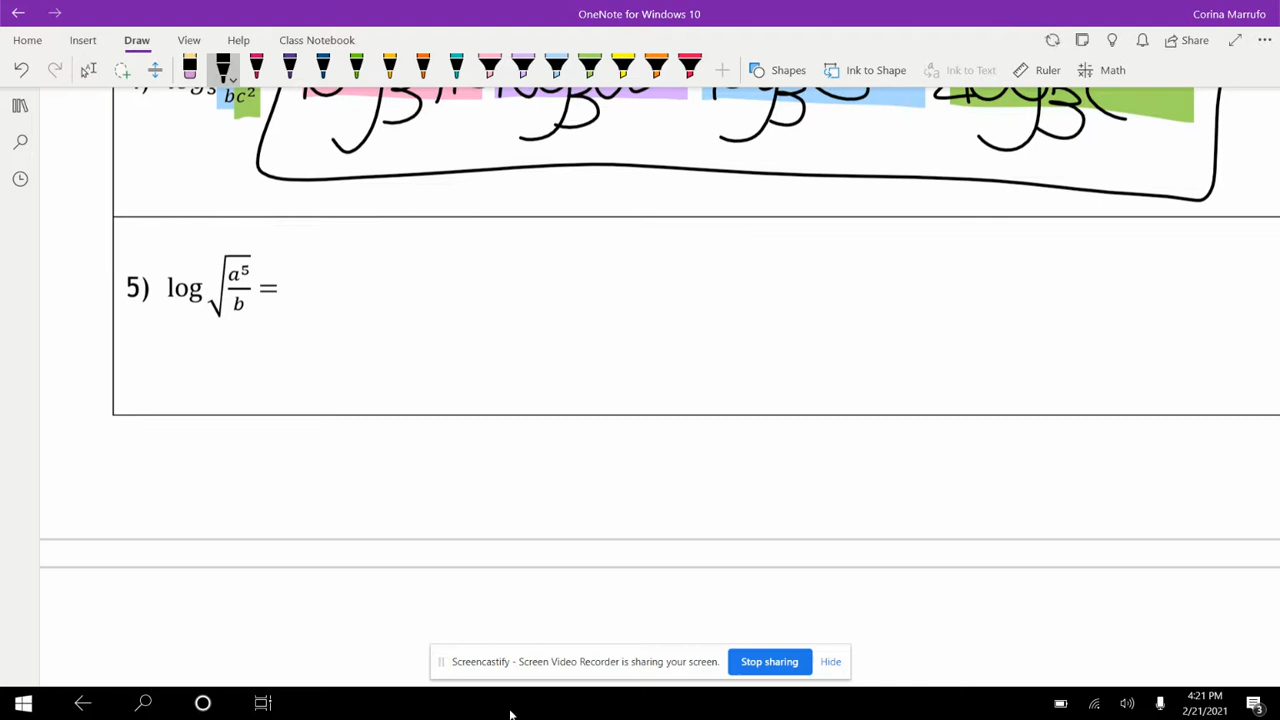 OneNote for Windows 10
Corina Marrufo
Home Insert Draw View Help Class Notebook
Share
Shapes Ink to Shape Ink to Text Ruler Math
bc²
5) log √(a⁵/b) =
Screencastify - Screen Video Recorder is sharing your screen. Stop sharing Hide
4:21 PM
2/21/2021
3